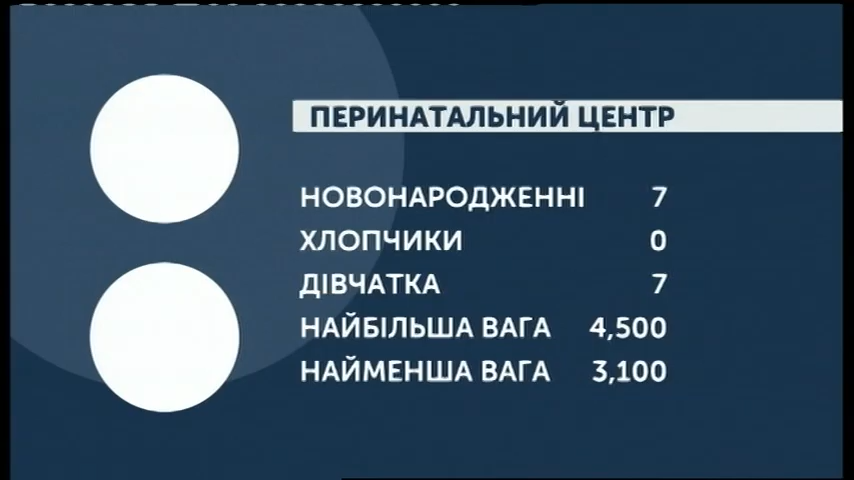 ПЕРИНАТАЛЬНИЙ ЦЕНТР
НОВОНАРОДЖЕННІ 7
ХЛОПЧИКИ 0
ДІВЧАТКА 7
НАЙБІЛЬША ВАГА 4,500
НАЙМЕНША ВАГА 3,100